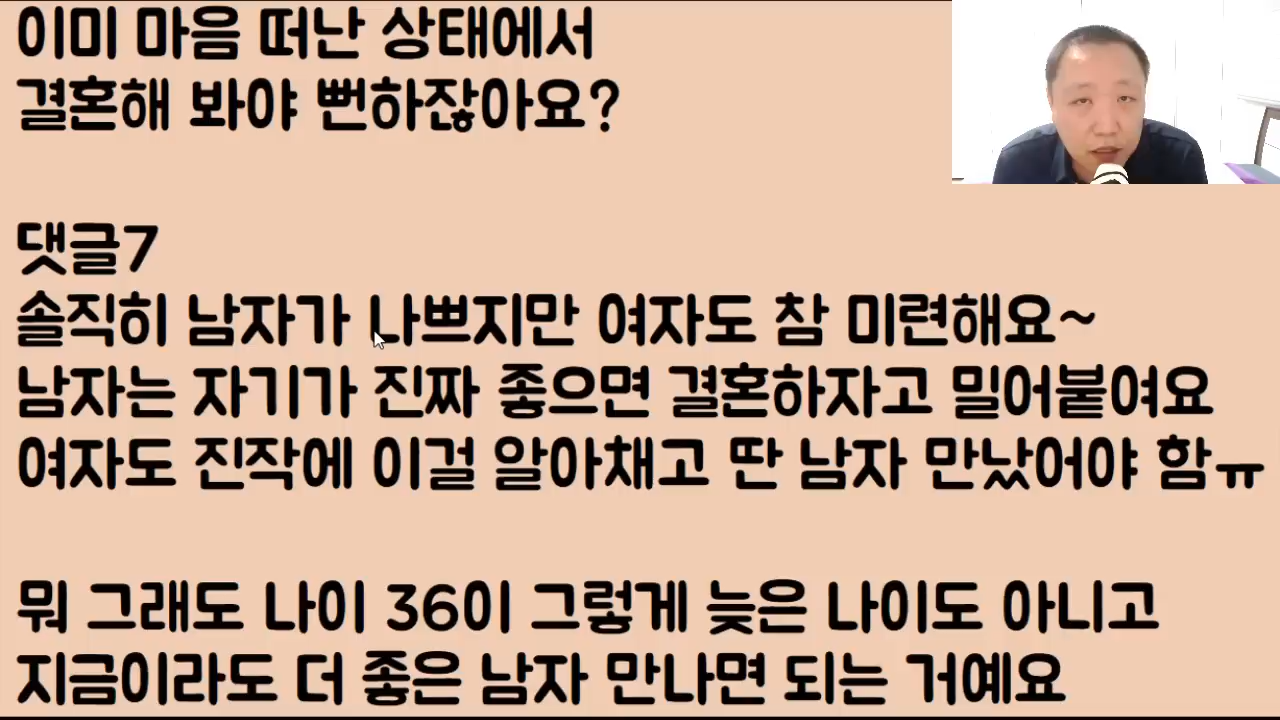 이미 마음 떠난 상태에서
결혼해 봐야 뻔하잖아요?
댓글7
솔직히 남자가 나쁘지만 여자도 참 미련해요~
남자는 자기가 진짜 좋으면 결혼하자고 밀어붙여요
여자도 진작에 이걸 알아채고 딴 남자 만났어야 함ㅠ
뭐 그래도 나이 36이 그렇게 늦은 나이도 아니고
지금이라도 더 좋은 남자 만나면 되는 거예요